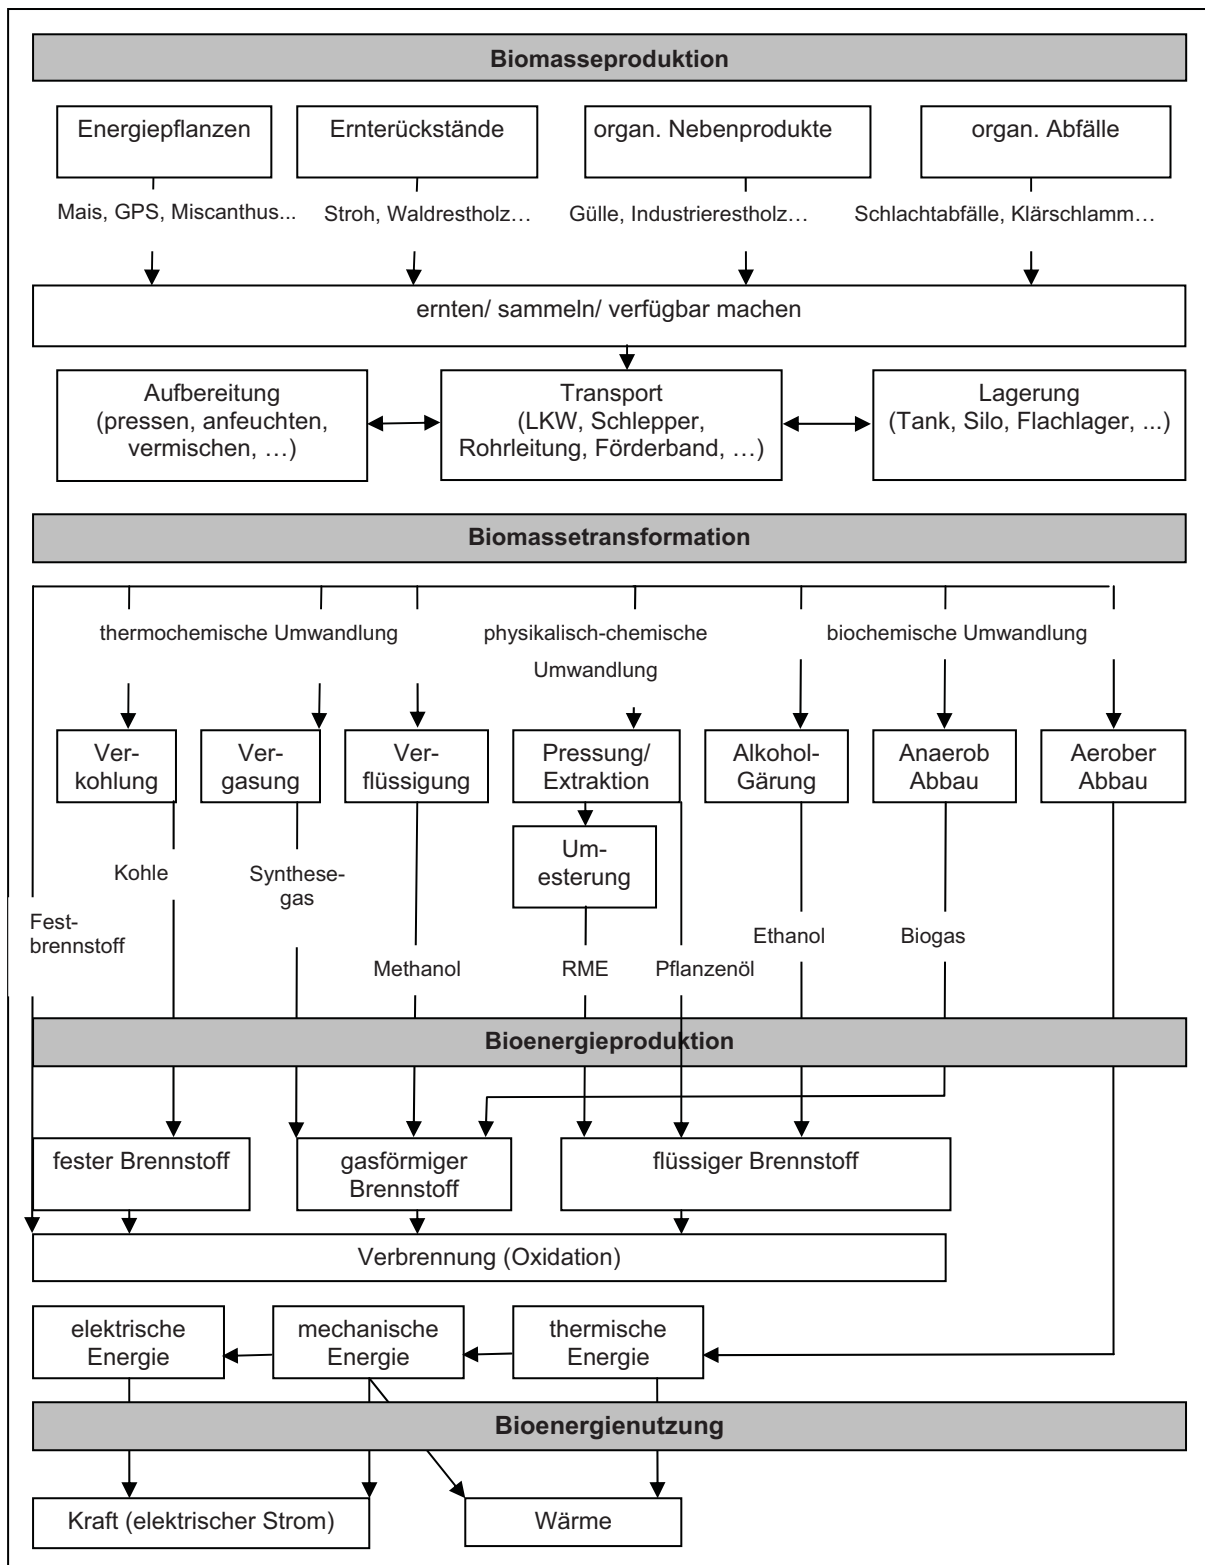 Biomasseproduktion
Energiepflanzen
Ernterückstände
organ. Nebenprodukte
organ. Abfälle
Mais, GPS, Miscanthus...
Stroh, Waldrestholz…
Gülle, Industrierestholz…
Schlachtabfälle, Klärschlamm…
ernten/ sammeln/ verfügbar machen
Aufbereitung
(pressen, anfeuchten,
vermischen, …)
Transport
(LKW, Schlepper,
Rohrleitung, Förderband, …)
Lagerung
(Tank, Silo, Flachlager, ...)
Biomassetransformation
thermochemische Umwandlung
physikalisch-chemische
Umwandlung
biochemische Umwandlung
Ver-
kohlung
Ver-
gasung
Ver-
flüssigung
Pressung/
Extraktion
Alkohol-
Gärung
Anaerob
Abbau
Aerober
Abbau
Um-
esterung
Kohle
Synthese-
gas
Fest-
brennstoff
Methanol
RME
Pflanzenöl
Ethanol
Biogas
Bioenergieproduktion
fester Brennstoff
gasförmiger
Brennstoff
flüssiger Brennstoff
Verbrennung (Oxidation)
elektrische
Energie
mechanische
Energie
thermische
Energie
Bioenergienutzung
Kraft (elektrischer Strom)
Wärme